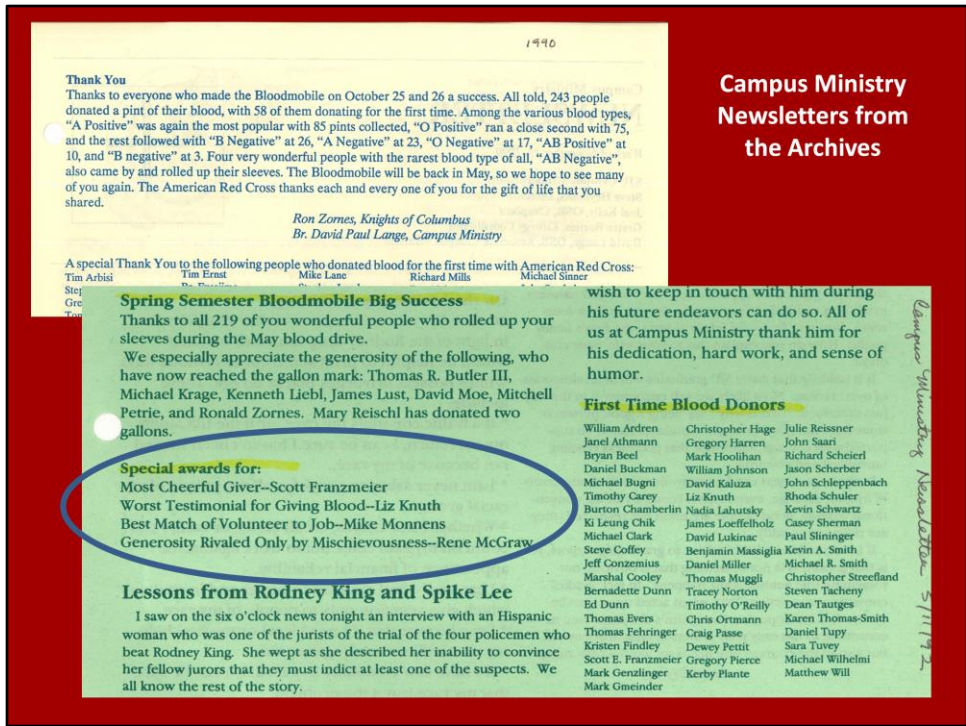 1990
Campus Ministry
Newsletters from
the Archives
Thank You
Thanks to everyone who made the Bloodmobile on October 25 and 26 a success. All told, 243 people
donated a pint of their blood, with 58 of them donating for the first time. Among the various blood types,
"A Positive" was again the most popular with 85 pints collected, "O Positive" ran a close second with 75,
and the rest followed with "B Negative" at 26, "A Negative" at 23, "O Negative" at 17, "AB Positive" at
10, and "B negative" at 3. Four very wonderful people with the rarest blood type of all, "AB Negative",
also came by and rolled up their sleeves. The Bloodmobile will be back in May, so we hope to see many
of you again. The American Red Cross thanks each and every one of you for the gift of life that you
shared.
Ron Zornes, Knights of Columbus
Br. David Paul Lange, Campus Ministry
A special Thank You to the following people who donated blood for the first time with American Red Cross:
Tim Arbisi Tim Ernst Mike Lane Richard Mills Michael Sinner
Spring Semester Bloodmobile Big Success
Thanks to all 219 of you wonderful people who rolled up your
sleeves during the May blood drive.
We especially appreciate the generosity of the following, who
have now reached the gallon mark: Thomas R. Butler III,
Michael Krage, Kenneth Liebl, James Lust, David Moe, Mitchell
Petrie, and Ronald Zornes. Mary Reischl has donated two
gallons.
Special awards for:
Most Cheerful Giver--Scott Franzmeier
Worst Testimonial for Giving Blood--Liz Knuth
Best Match of Volunteer to Job--Mike Monnens
Generosity Rivaled Only by Mischievousness--Rene McGraw
Lessons from Rodney King and Spike Lee
I saw on the six o'clock news tonight an interview with an Hispanic
woman who was one of the jurists of the trial of the four policemen who
beat Rodney King. She wept as she described her inability to convince
her fellow jurors that they must indict at least one of the suspects. We
all know the rest of the story.
wish to keep in touch with him during
his future endeavors can do so. All of
us at Campus Ministry thank him for
his dedication, hard work, and sense of
humor.
First Time Blood Donors
William Ardren Christopher Hage Julie Reissner
Janel Athmann Gregory Harren John Saari
Bryan Beel Mark Hoolihan Richard Scheierl
Daniel Buckman William Johnson Jason Scherber
Michael Bugni David Kaluza John Schleppenbach
Timothy Carey Liz Knuth Rhoda Schuler
Burton Chamberlin Nadia Lahutsky Kevin Schwartz
Ki Leung Chik James Loeffelholz Casey Sherman
Michael Clark David Lukinac Paul Slininger
Steve Coffey Benjamin Massiglia Kevin A. Smith
Jeff Conzemius Daniel Miller Michael R. Smith
Marshal Cooley Thomas Muggli Christopher Streefland
Bernadette Dunn Tracey Norton Steven Tacheny
Ed Dunn Timothy O'Reilly Dean Tautges
Thomas Evers Chris Ortmann Karen Thomas-Smith
Thomas Fehringer Craig Passe Daniel Tupy
Kristen Findley Dewey Pettit Sara Tuvey
Scott E. Franzmeier Gregory Pierce Michael Wilhelmi
Mark Genzlinger Kerby Plante Matthew Will
Mark Gmeinder
Campus Ministry Newsletter 5/11/92